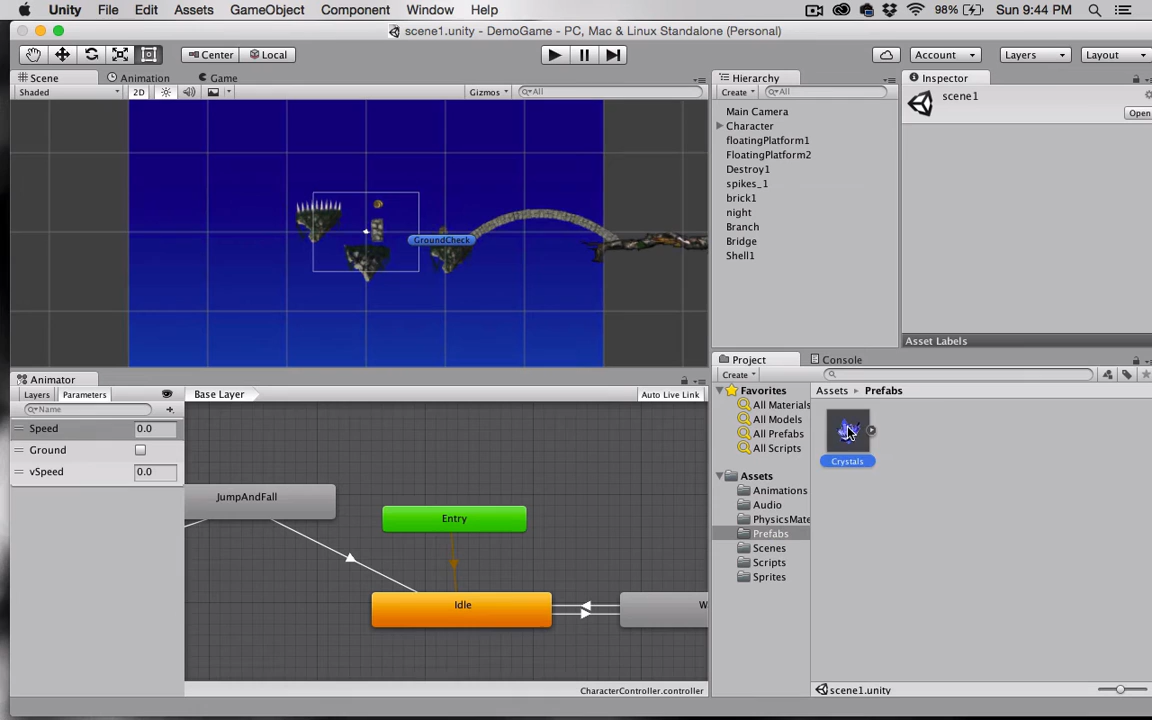 Unity File Edit Assets GameObject Component Window Help 98% Sun 9:44 PM
scene1.unity - DemoGame - PC, Mac & Linux Standalone (Personal)
Center Local Account Layers Layout
Scene Animation Game
Shaded 2D Gizmos All
GroundCheck
Hierarchy
Create All
Main Camera
Character
floatingPlatform1
FloatingPlatform2
Destroy1
spikes_1
brick1
night
Branch
Bridge
Shell1
Inspector
scene1
Open
Asset Labels
Animator
Layers Parameters Base Layer Auto Live Link
Name
Speed 0.0
Ground
vSpeed 0.0
JumpAndFall
Entry
Idle
W
CharacterController.controller
Project Console
Create
Favorites
All Materials
All Models
All Prefabs
All Scripts
Assets
Animations
Audio
PhysicsMate
Prefabs
Scenes
Scripts
Sprites
Assets Prefabs
Crystals
scene1.unity